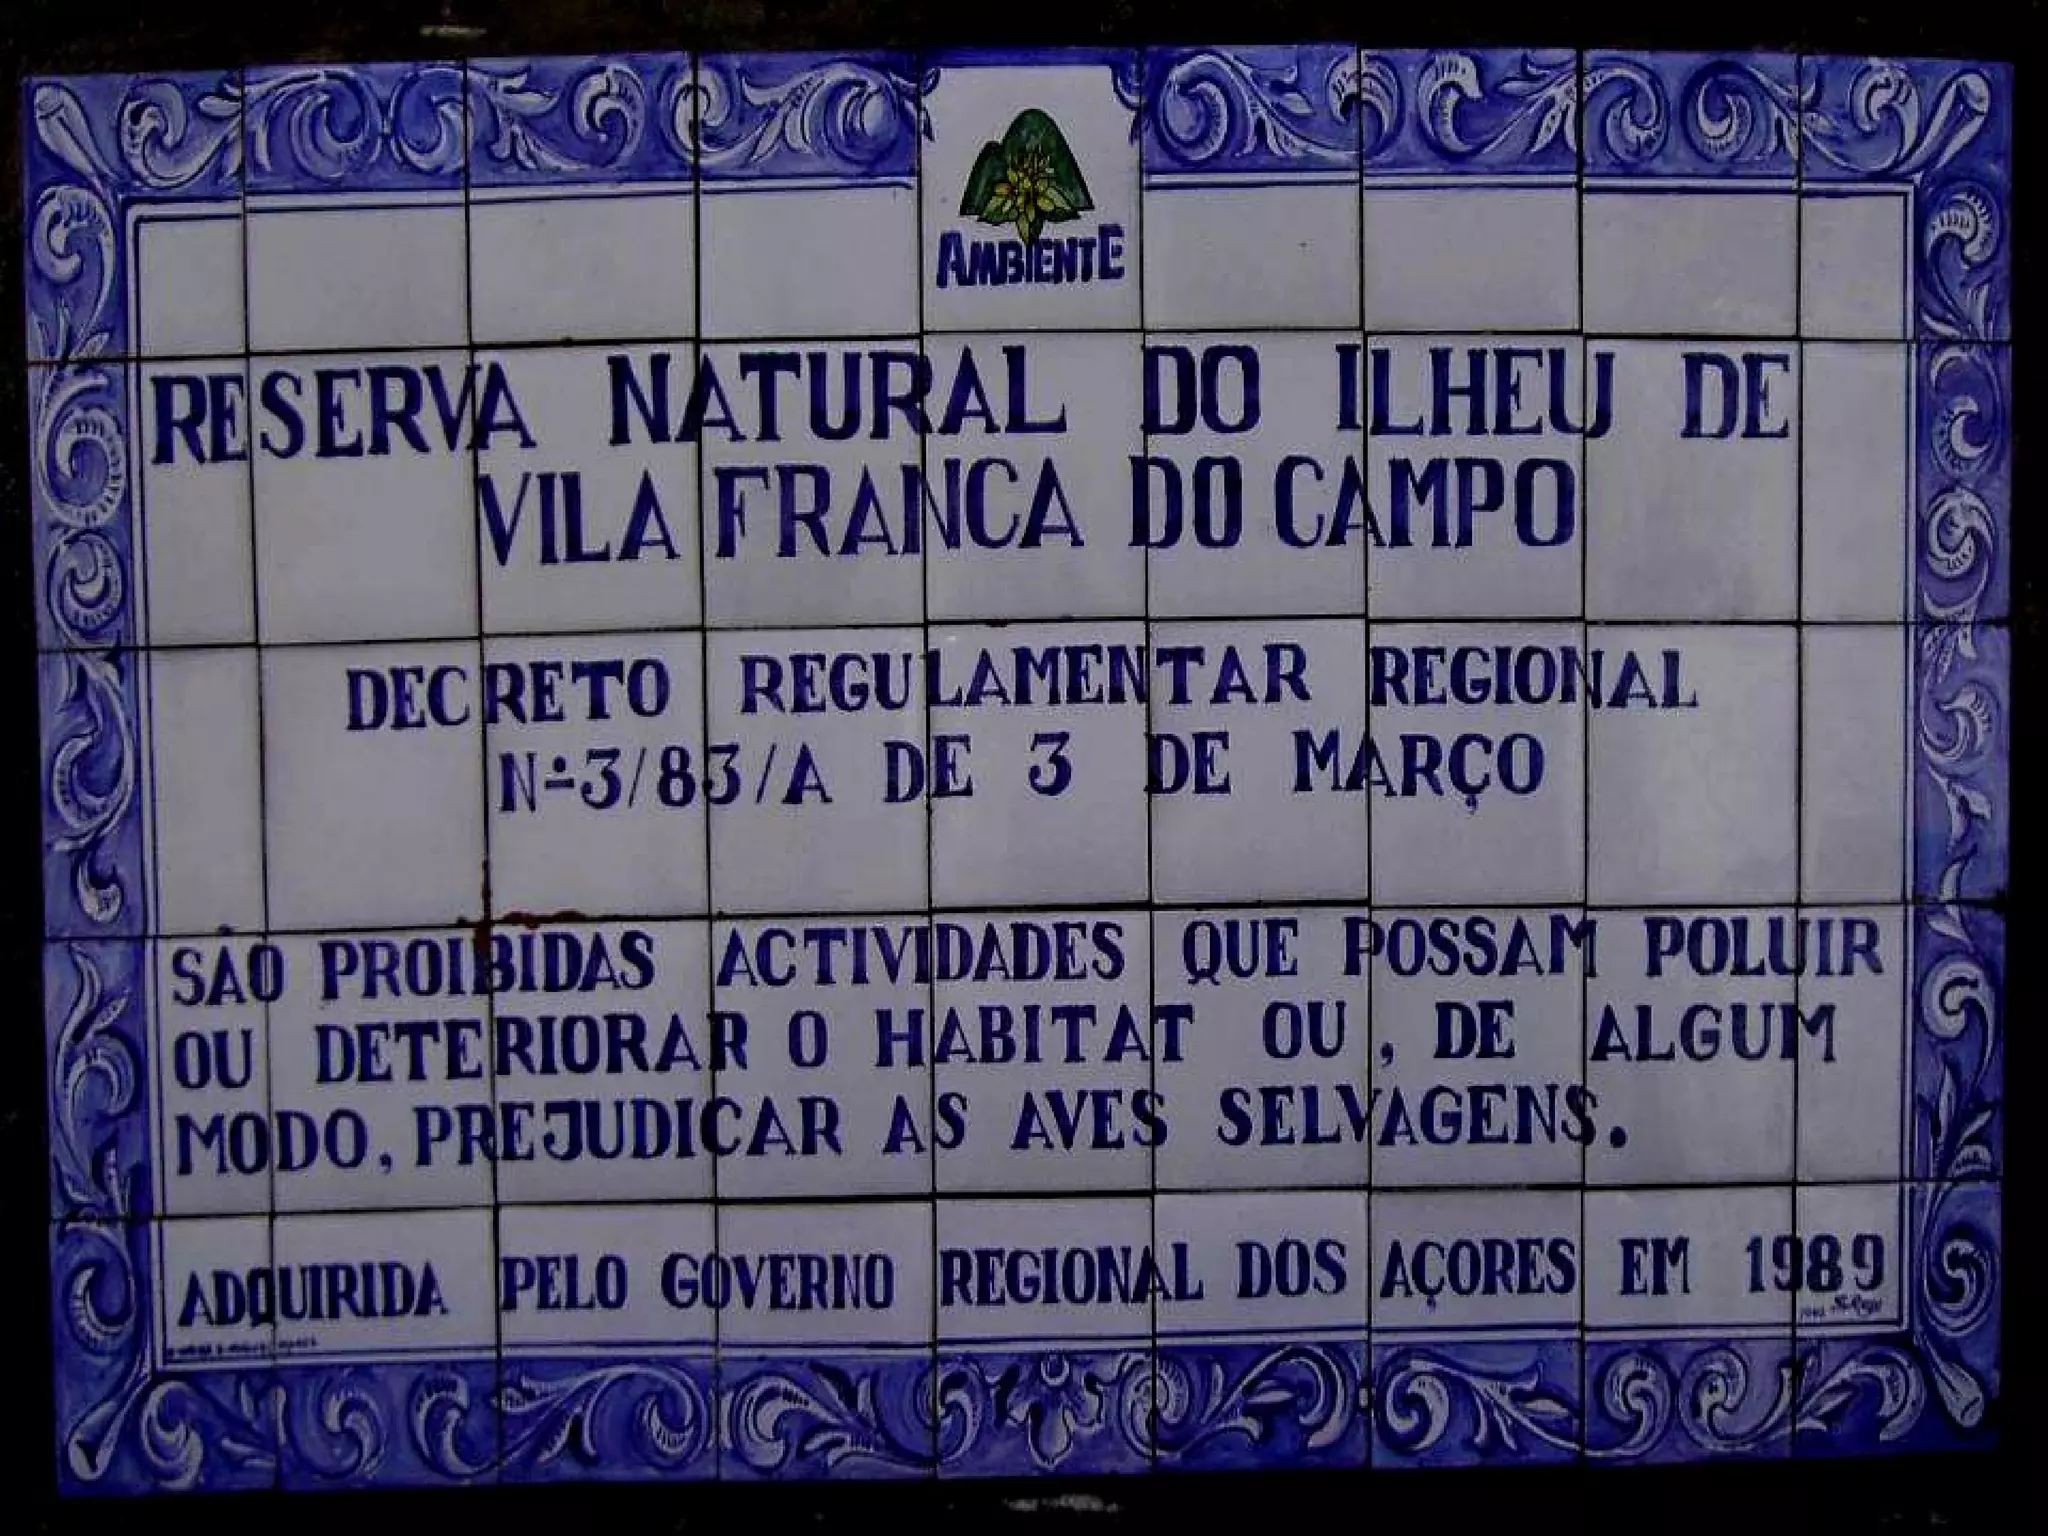 AMBIENTE
RESERVA NATURAL DO ILHEU DE
VILA FRANCA DO CAMPO
DECRETO REGULAMENTAR REGIONAL
Nº3/83/A DE 3 DE MARÇO
SÃO PROIBIDAS ACTIVIDADES QUE POSSAM POLUIR
OU DETERIORAR O HABITAT OU, DE ALGUM
MODO, PREJUDICAR AS AVES SELVAGENS.
ADQUIRIDA PELO GOVERNO REGIONAL DOS AÇORES EM 1989